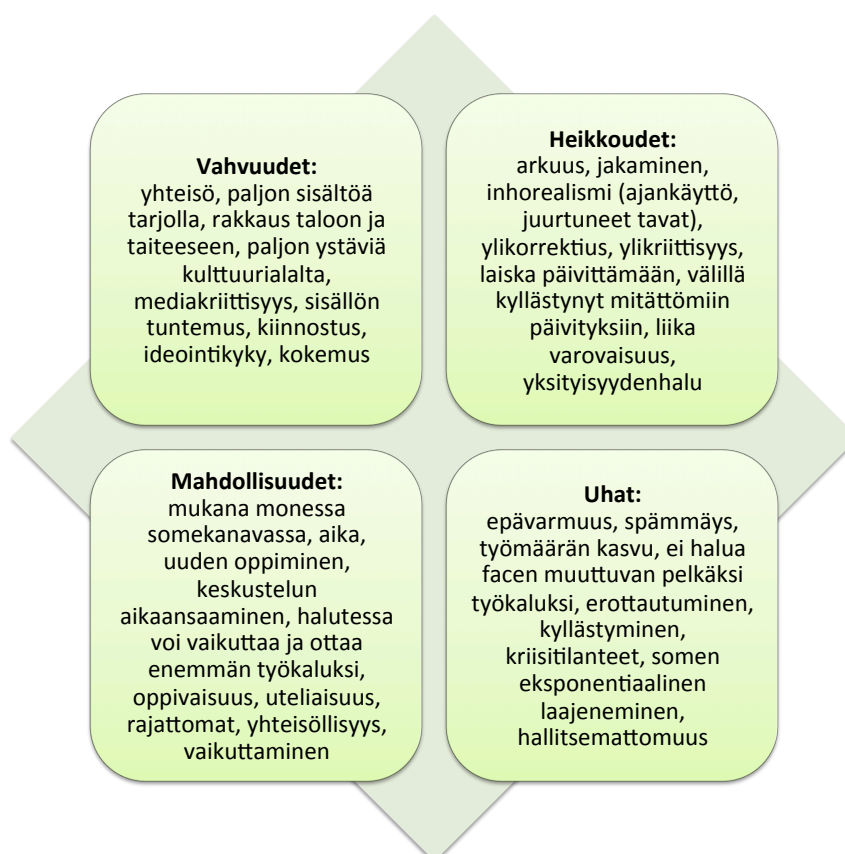 Vahvuudet:
yhteisö, paljon sisältöä
tarjolla, rakkaus taloon ja
taiteeseen, paljon ystäviä
kulttuurialalta,
mediakriittisyys, sisällön
tuntemus, kiinnostus,
ideointikyky, kokemus
Heikkoudet:
arkuus, jakaminen,
inhorealismi (ajankäyttö,
juurtuneet tavat),
ylikorrektius, ylikriittisyys,
laiska päivittämään, välillä
kyllästynyt mitättömiin
päivityksiin, liika
varovaisuus,
yksityisyydenhalu
Mahdollisuudet:
mukana monessa
somekanavassa, aika,
uuden oppiminen,
keskustelun
aikaansaaminen, halutessa
voi vaikuttaa ja ottaa
enemmän työkaluksi,
oppivaisuus, uteliaisuus,
rajattomat, yhteisöllisyys,
vaikuttaminen
Uhat:
epävarmuus, spämmäys,
työmäärän kasvu, ei halua
facen muuttuvan pelkäksi
työkaluksi, erottautuminen,
kyllästyminen,
kriisitilanteet, somen
eksponentiaalinen
laajeneminen,
hallitsemattomuus